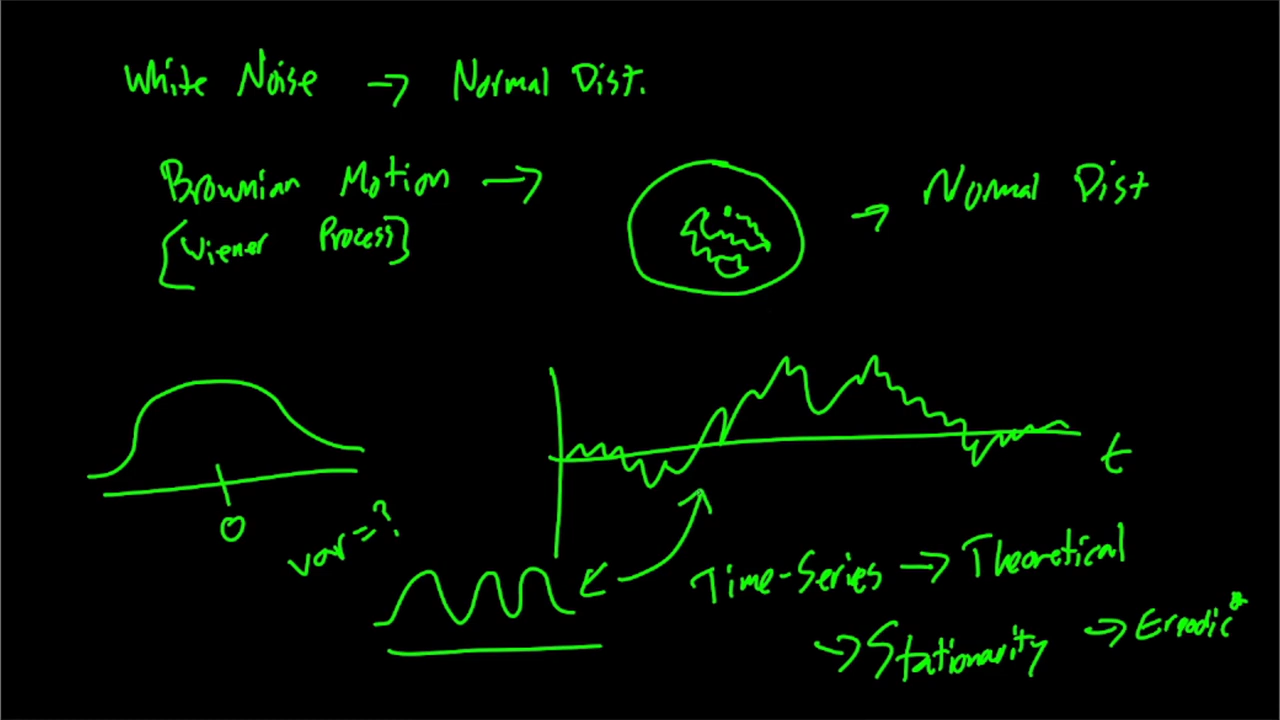 White Noise → Normal Dist.
Brownian Motion → → Normal Dist
[Wiener Process]
0
var=?
t
Time-Series → Theoretical
→ Stationarity → Ergodic*